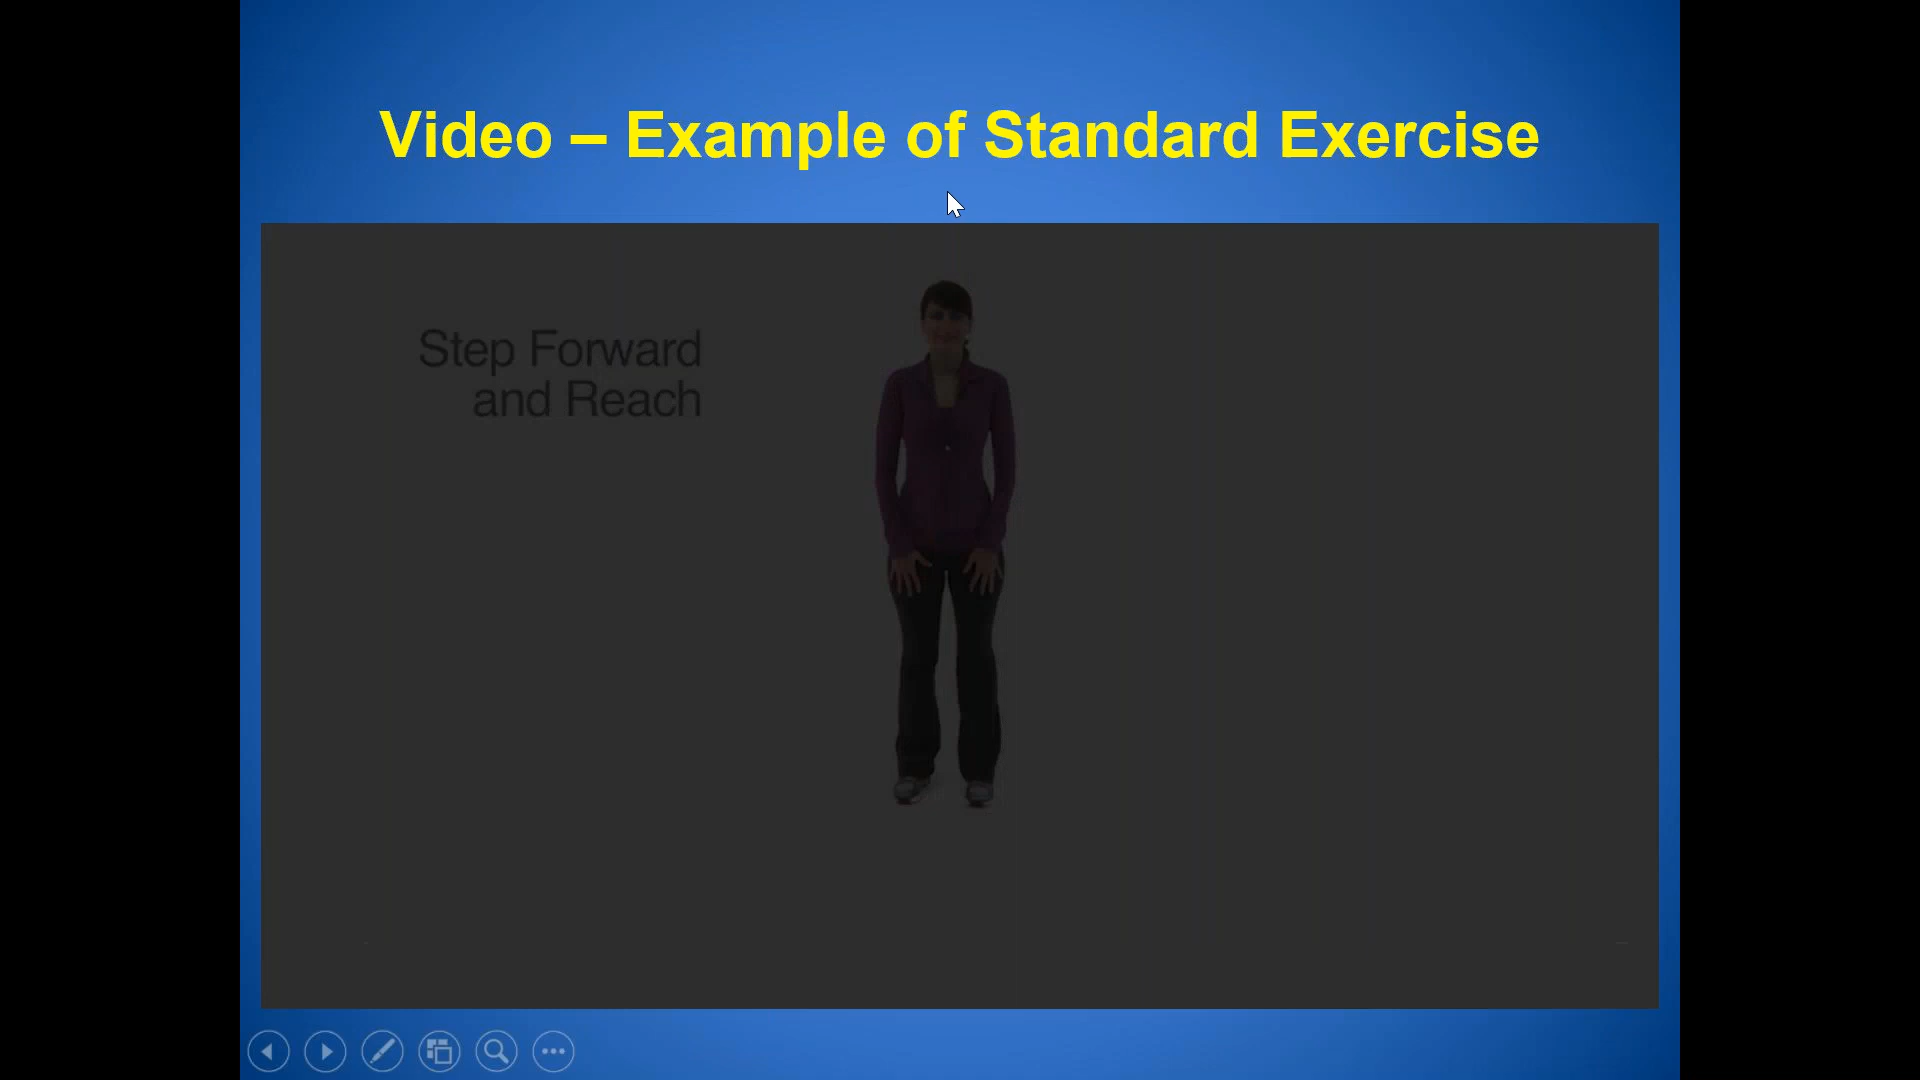 Video – Example of Standard Exercise
Step Forward
and Reach